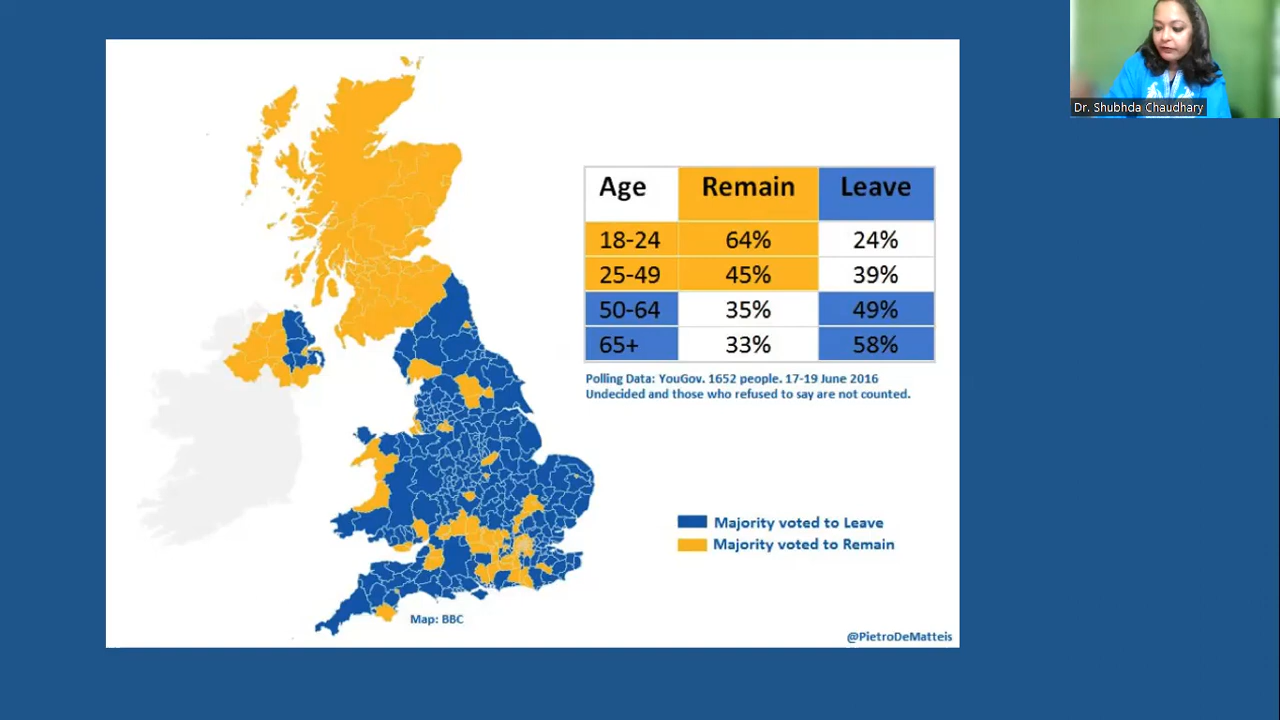 Dr. Shubhda Chaudhary
Age Remain Leave
18-24 64% 24%
25-49 45% 39%
50-64 35% 49%
65+ 33% 58%
Polling Data: YouGov. 1652 people. 17-19 June 2016
Undecided and those who refused to say are not counted.
Majority voted to Leave
Majority voted to Remain
Map: BBC
@PietroDeMatteis